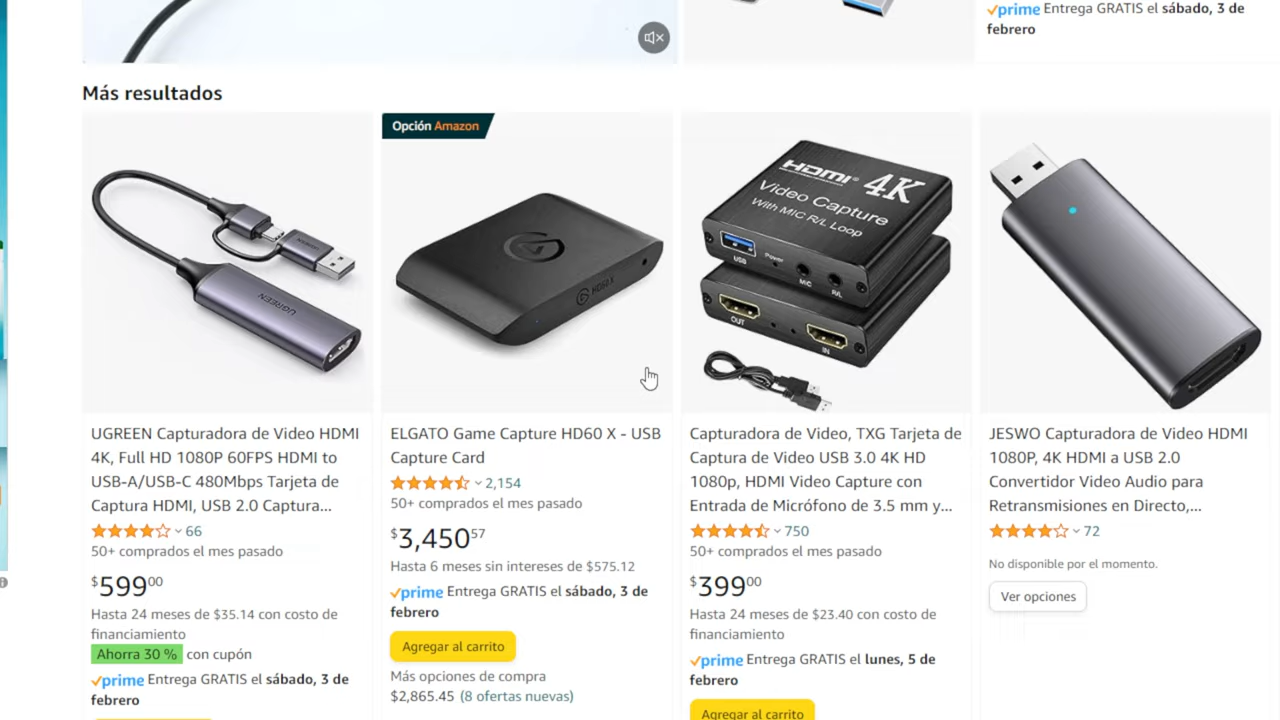 prime Entrega GRATIS el sábado, 3 de
febrero
Más resultados
UGREEN
UGREEN
UGREEN Capturadora de Video HDMI
4K, Full HD 1080P 60FPS HDMI to
USB-A/USB-C 480Mbps Tarjeta de
Captura HDMI, USB 2.0 Captura...
66
50+ comprados el mes pasado
$599⁰⁰
Hasta 24 meses de $35.14 con costo de
financiamiento
Ahorra 30 % con cupón
prime Entrega GRATIS el sábado, 3 de
febrero
Opción Amazon
HD60 X
ELGATO Game Capture HD60 X - USB
Capture Card
2,154
50+ comprados el mes pasado
$3,450⁵⁷
Hasta 6 meses sin intereses de $575.12
prime Entrega GRATIS el sábado, 3 de
febrero
Agregar al carrito
Más opciones de compra
$2,865.45 (8 ofertas nuevas)
HDMI® 4K
Video Capture
With MIC R/L Loop
USB
Power
MIC
R/L
OUT
IN
Capturadora de Video, TXG Tarjeta de
Captura de Video USB 3.0 4K HD
1080p, HDMI Video Capture con
Entrada de Micrófono de 3.5 mm y...
750
50+ comprados el mes pasado
$399⁰⁰
Hasta 24 meses de $23.40 con costo de
financiamiento
prime Entrega GRATIS el lunes, 5 de
febrero
Agregar al carrito
JESWO Capturadora de Video HDMI
1080P, 4K HDMI a USB 2.0
Convertidor Video Audio para
Retransmisiones en Directo,...
72
No disponible por el momento.
Ver opciones